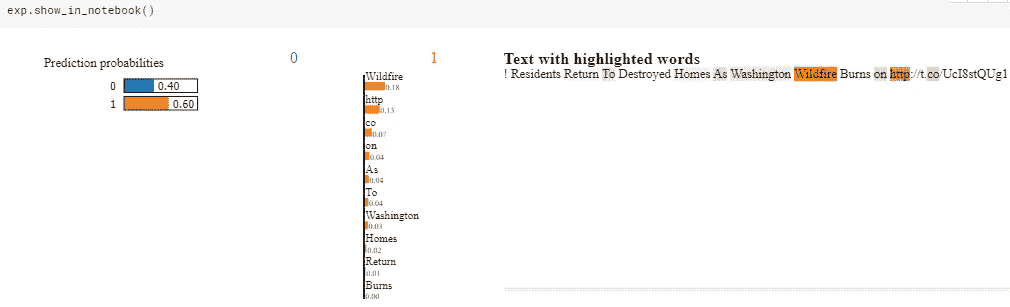 exp.show_in_notebook()
Prediction probabilities
0 0.40
1 0.60
0 1
Wildfire
0.18
http
0.13
co
0.07
on
0.04
As
0.04
To
0.04
Washington
0.03
Homes
0.02
Return
0.01
Burns
0.00
Text with highlighted words
! Residents Return To Destroyed Homes As Washington Wildfire Burns on http://t.co/UcI8stQUg1